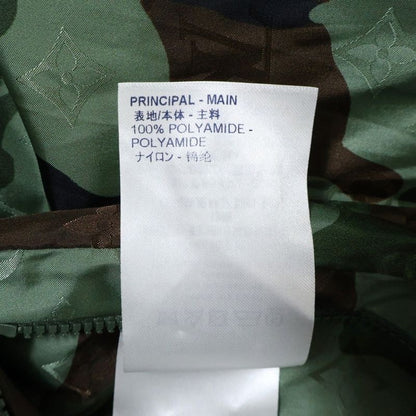 PRINCIPAL - MAIN
表地/本体 - 主料
100% POLYAMIDE -
POLYAMIDE
ナイロン - 锦纶